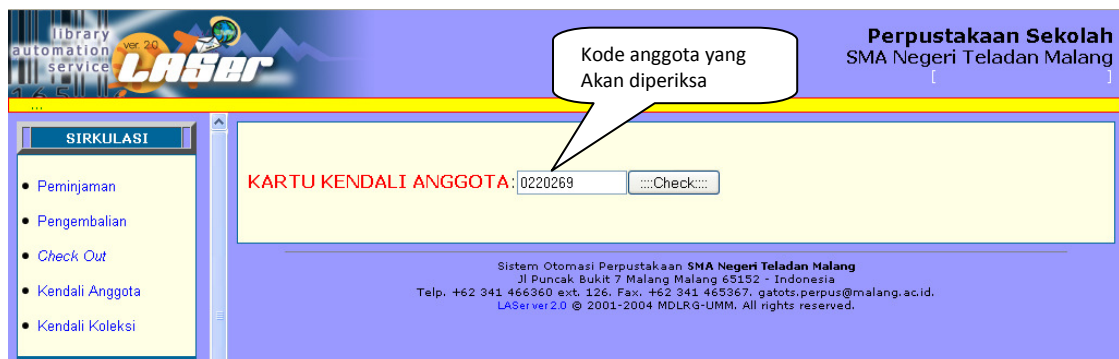 library
automation
service
ver. 2.0
LASer
Perpustakaan Sekolah
SMA Negeri Teladan Malang
[ ]
Kode anggota yang
Akan diperiksa
...
SIRKULASI
Peminjaman
Pengembalian
Check Out
Kendali Anggota
Kendali Koleksi
KARTU KENDALI ANGGOTA: 0220269 ::::Check::::
Sistem Otomasi Perpustakaan SMA Negeri Teladan Malang
Jl Puncak Bukit 7 Malang Malang 65152 - Indonesia
Telp. +62 341 466360 ext. 126. Fax. +62 341 465367. gatots.perpus@malang.ac.id.
LASer ver 2.0 © 2001-2004 MDLRG-UMM. All rights reserved.